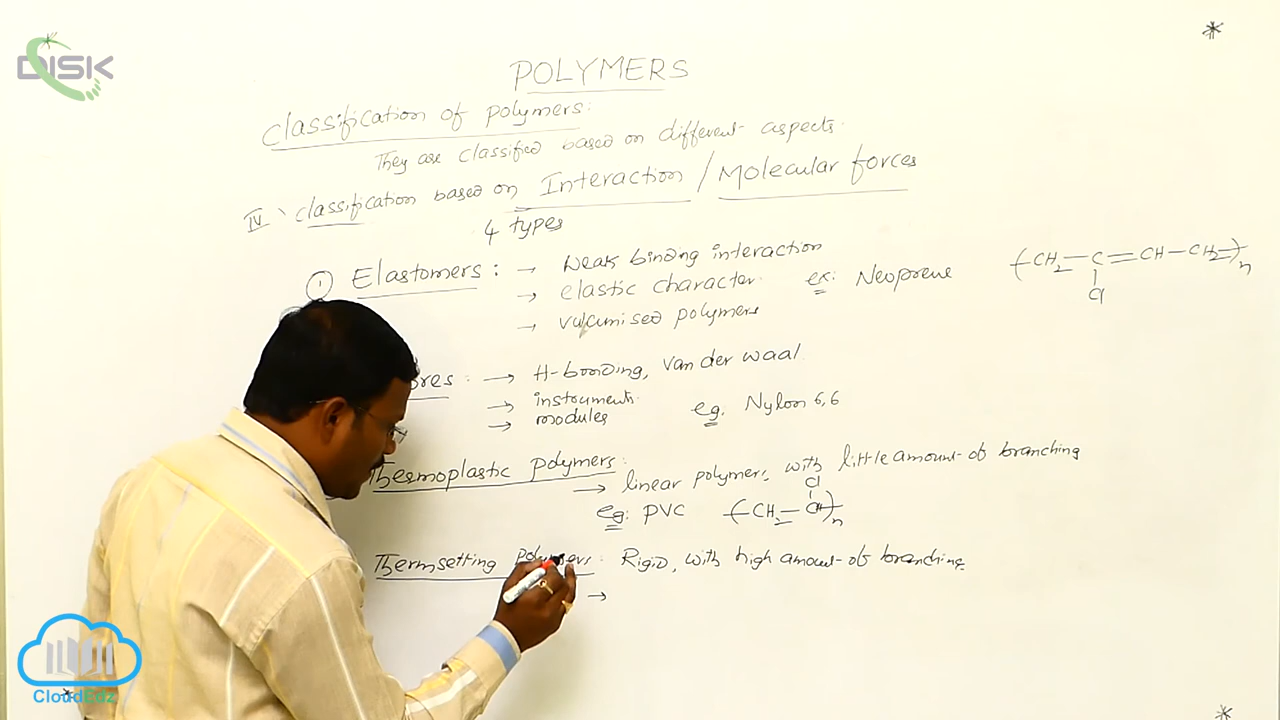 DISK
POLYMERS
Classification of polymers:
They are classified based on different aspects.
IV. classification based on Interaction / Molecular forces
4 types
① Elastomers : → Weak binding interaction
→ elastic character. ex: Neoprene
(CH2—C=CH—CH2)n
Cl
→ vulcunised polymers
res : → H-bonding, van der waal.
→ instruments.
→ modules eg. Nylon 6,6
Thermoplastic polymers :
→ linear polymers, with little amount of branching
eg: PVC (CH2—CH)n
Cl
Thermsetting polymers : Rigid, with high amount of branching.
→
CloudEdz